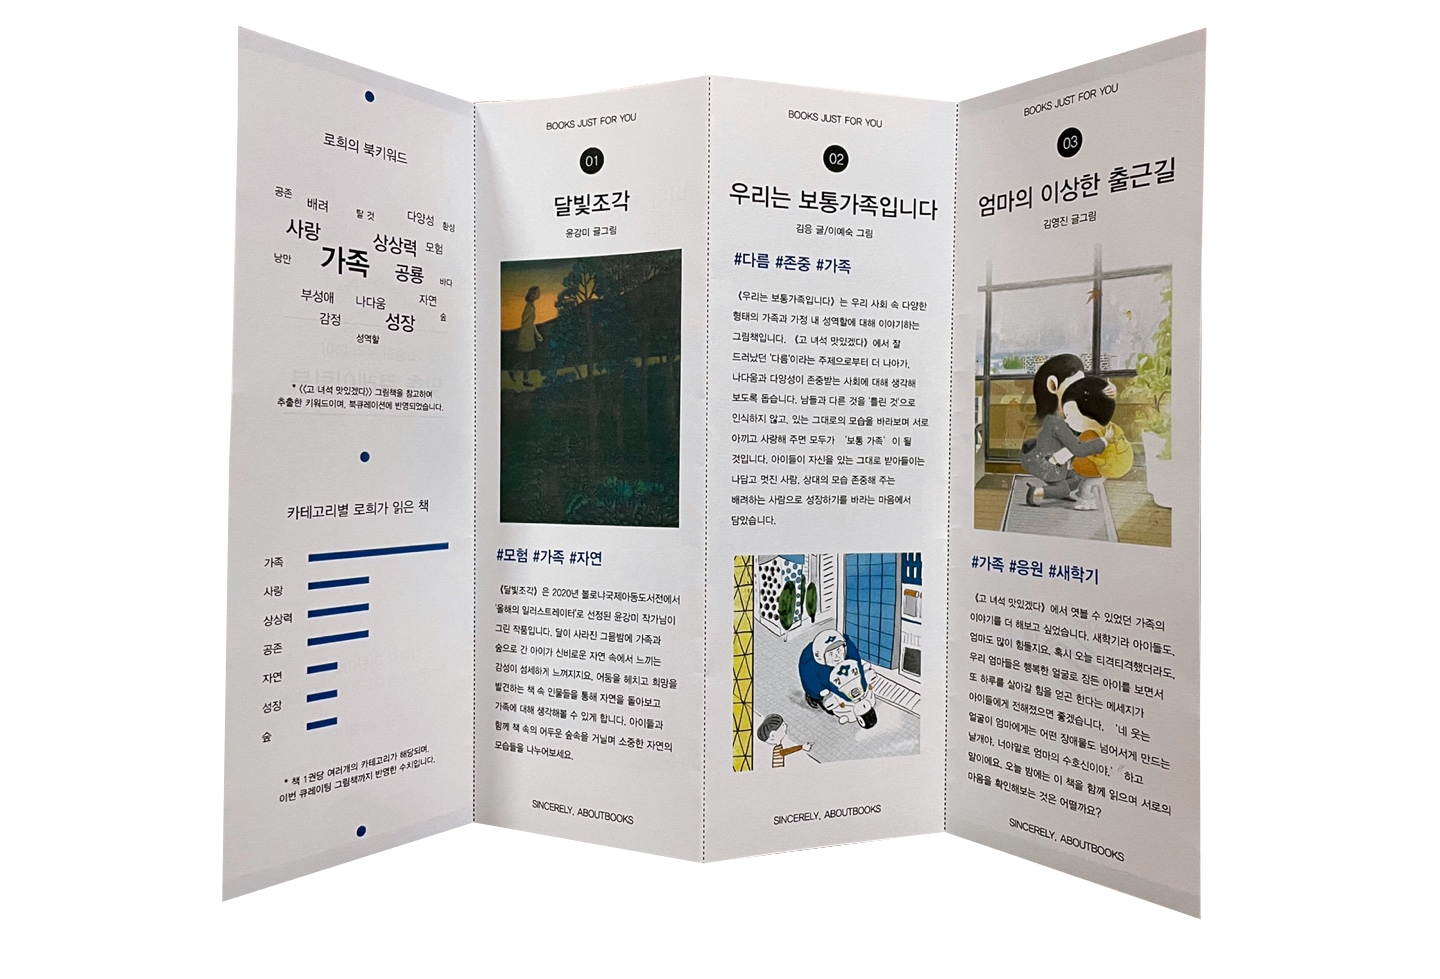 로희의 북키워드
공존
배려
탈 것
다양성
환상
사랑
상상력
모험
낭만
가족
공룡
바다
부성애
나다움
자연
감정
성장
숲
성역할
* 《고 녀석 맛있겠다》 그림책을 참고하여
추출한 키워드이며, 북큐레이션에 반영되었습니다.
카테고리별 로희가 읽은 책
가족
사랑
상상력
공존
자연
성장
숲
* 책 1권당 여러개의 카테고리가 해당되며,
이번 큐레이팅 그림책까지 반영한 수치입니다.
BOOKS JUST FOR YOU
01
달빛조각
윤강미 글그림
#모험 #가족 #자연
《달빛조각》은 2020년 볼로냐국제아동도서전에서
'올해의 일러스트레이터'로 선정된 윤강미 작가님이
그린 작품입니다. 달이 사라진 그믐밤에 가족과
숲으로 간 아이가 신비로운 자연 속에서 느끼는
감성이 섬세하게 느껴지지요. 어둠을 헤치고 희망을
발견하는 책 속 인물들을 통해 자연을 돌아보고
가족에 대해 생각해볼 수 있게 합니다. 아이들과
함께 책 속의 어두운 숲속을 거닐며 소중한 자연의
모습들을 나누어보세요.
SINCERELY, ABOUTBOOKS
BOOKS JUST FOR YOU
02
우리는 보통가족입니다
김응 글/이예숙 그림
#다름 #존중 #가족
《우리는 보통가족입니다》는 우리 사회 속 다양한
형태의 가족과 가정 내 성역할에 대해 이야기하는
그림책입니다. 《고 녀석 맛있겠다》에서 잘
드러났던 '다름'이라는 주제으로부터 더 나아가,
나다움과 다양성이 존중받는 사회에 대해 생각해
보도록 돕습니다. 남들과 다른 것을 '틀린 것'으로
인식하지 않고, 있는 그대로의 모습을 바라보며 서로
아끼고 사랑해 주면 모두가 '보통 가족' 이 될
것입니다. 아이들이 자신을 있는 그대로 받아들이는
나답고 멋진 사람, 상대의 모습 존중해 주는
배려하는 사람으로 성장하기를 바라는 마음에서
담았습니다.
SINCERELY, ABOUTBOOKS
BOOKS JUST FOR YOU
03
엄마의 이상한 출근길
김영진 글그림
#가족 #응원 #새학기
《고 녀석 맛있겠다》에서 엿볼 수 있었던 가족의
이야기를 더 해보고 싶었습니다. 새학기라 아이들도,
엄마도 많이 힘들지요. 혹시 오늘 티격티격했더라도,
우리 엄마들은 행복한 얼굴로 잠든 아이를 보면서
또 하루를 살아갈 힘을 얻곤 한다는 메세지가
아이들에게 전해졌으면 좋겠습니다. '네 웃는
얼굴이 엄마에게는 어떤 장애물도 넘어서게 만드는
날개야. 너야말로 엄마의 수호신이야.' 하고
말이에요. 오늘 밤에는 이 책을 함께 읽으며 서로의
마음을 확인해보는 것은 어떨까요?
SINCERELY, ABOUTBOOKS